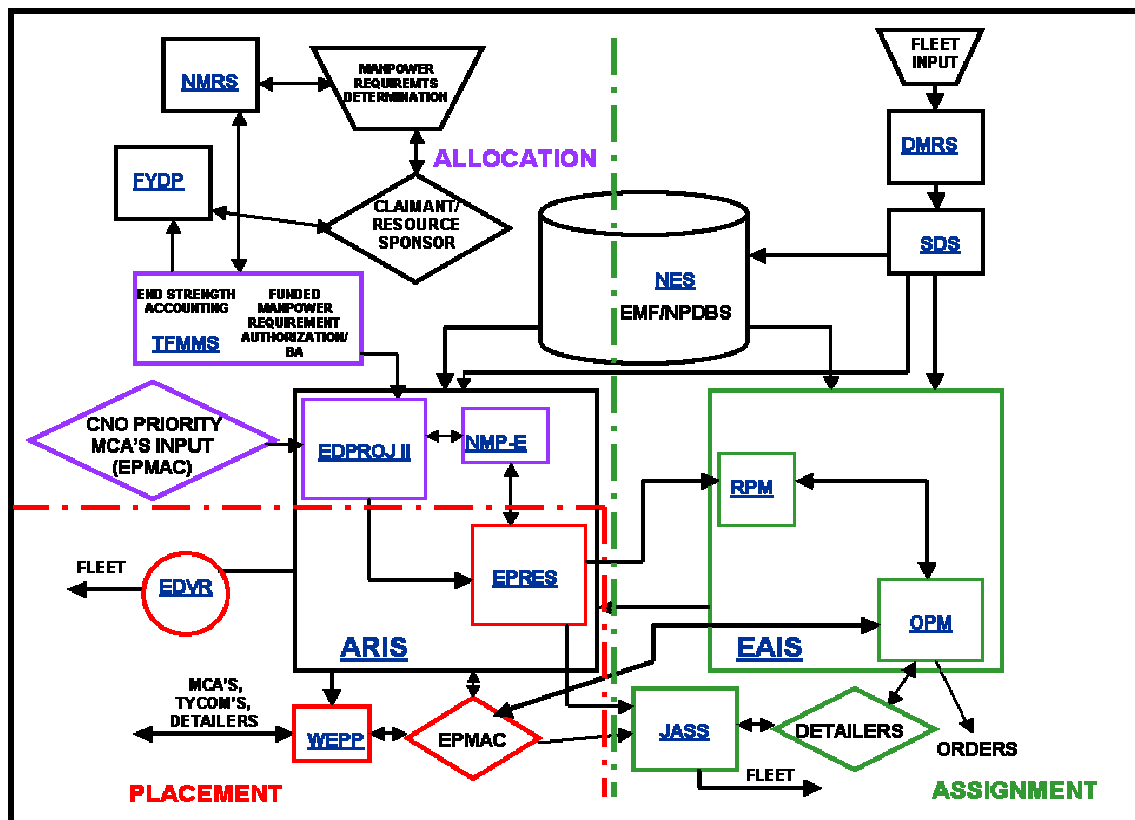 NMRS
MANPOWER
REQUIREMTS
DETERMINATION
FLEET
INPUT
ALLOCATION
DMRS
FYDP
CLAIMANT/
RESOURCE
SPONSOR
SDS
END STRENGTH
ACCOUNTING
TFMMS
FUNDED
MANPOWER
REQUIREMENT
AUTHORIZATION/
BA
NES
EMF/NPDBS
CNO PRIORITY
MCA'S INPUT
(EPMAC)
EDPROJ II
NMP-E
RPM
FLEET
EDVR
EPRES
OPM
ARIS
EAIS
MCA'S,
TYCOM'S,
DETAILERS
WEPP
EPMAC
JASS
DETAILERS
ORDERS
FLEET
PLACEMENT
ASSIGNMENT